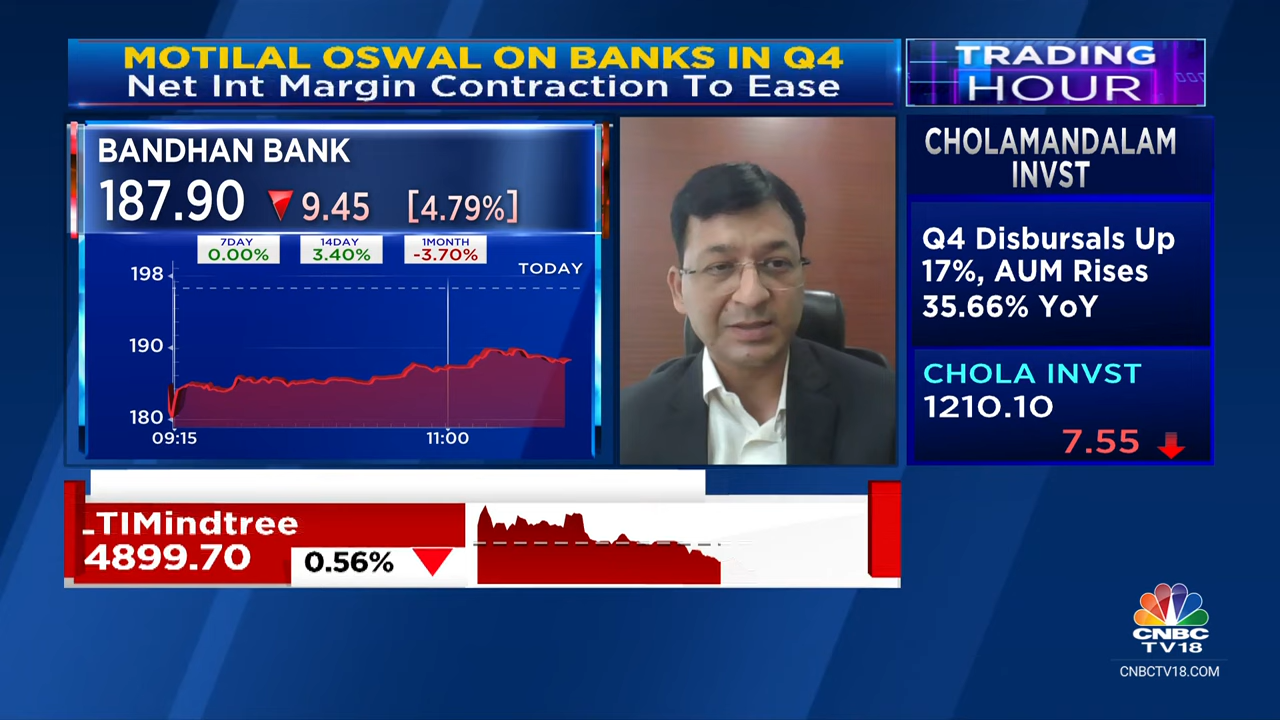 MOTILAL OSWAL ON BANKS IN Q4
Net Int Margin Contraction To Ease
TRADING
HOUR
BANDHAN BANK
187.90 9.45 [4.79%]
7DAY
0.00%
14DAY
3.40%
1MONTH
-3.70%
TODAY
198
190
180
09:15 11:00
CHOLAMANDALAM
INVST
Q4 Disbursals Up
17%, AUM Rises
35.66% YoY
CHOLA INVST
1210.10
7.55
LTIMindtree
4899.70
0.56%
CNBC
TV18
CNBCTV18.COM